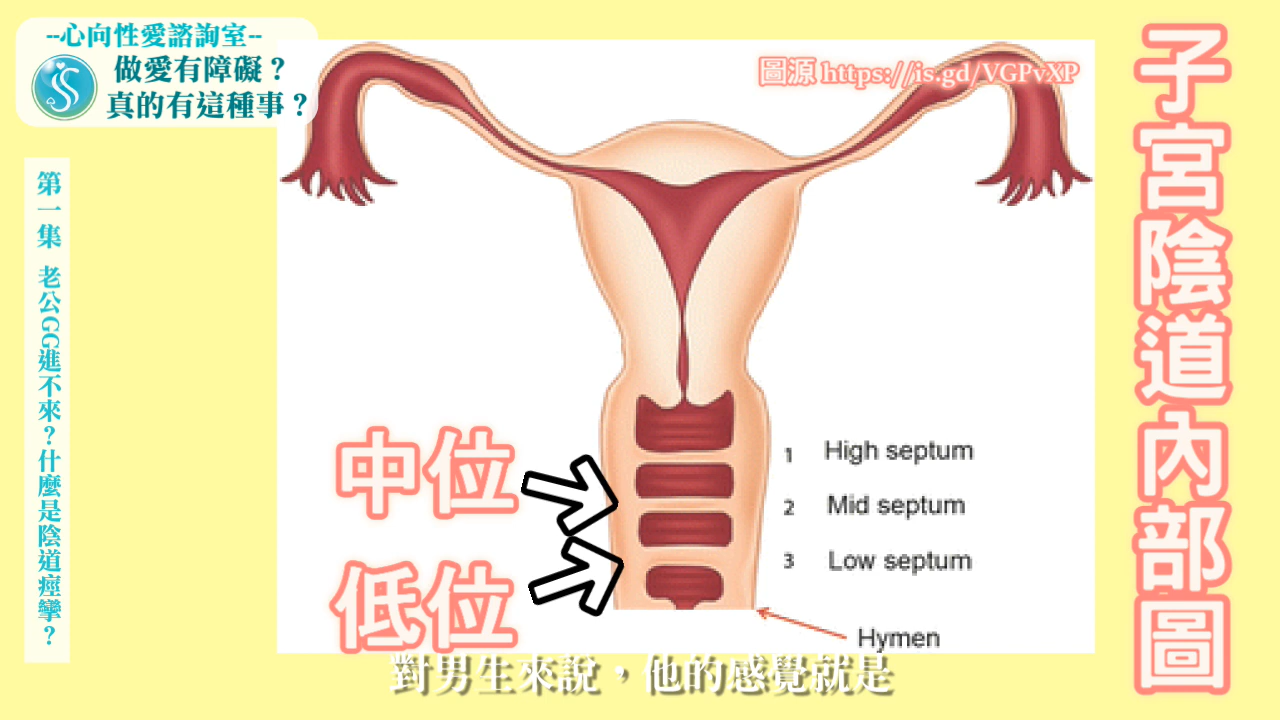 --心向性愛諮詢室--
做愛有障礙？
真的有這種事？
第一集 老公GG進不來？什麼是陰道痙攣？
圖源 https://is.gd/VGPvXP
子宮陰道內部圖
中位
低位
1 High septum
2 Mid septum
3 Low septum
Hymen
對男生來說，他的感覺就是